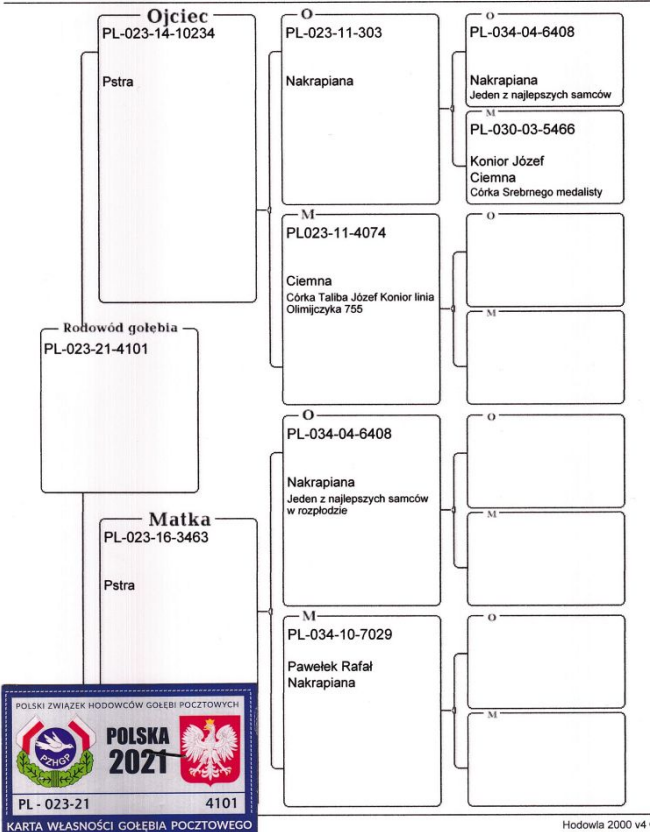 Ojciec
PL-023-14-10234
Pstra
O
PL-023-11-303
Nakrapiana
O
PL-034-04-6408
Nakrapiana
Jeden z najlepszych samców
M
PL-030-03-5466
Konior Józef
Ciemna
Córka Srebrnego medalisty
M
PL023-11-4074
Ciemna
Córka Taliba Józef Konior linia
Olimijczyka 755
O
M
Rodowód gołębia
PL-023-21-4101
O
PL-034-04-6408
Nakrapiana
Jeden z najlepszych samców
w rozpłodzie
O
M
Matka
PL-023-16-3463
Pstra
M
PL-034-10-7029
Pawełek Rafał
Nakrapiana
O
M
POLSKI ZWIĄZEK HODOWCÓW GOŁĘBI POCZTOWYCH
PZHGP
POLSKA
2021
PL - 023-21 4101
KARTA WŁASNOŚCI GOŁĘBIA POCZTOWEGO
Hodowla 2000 v4